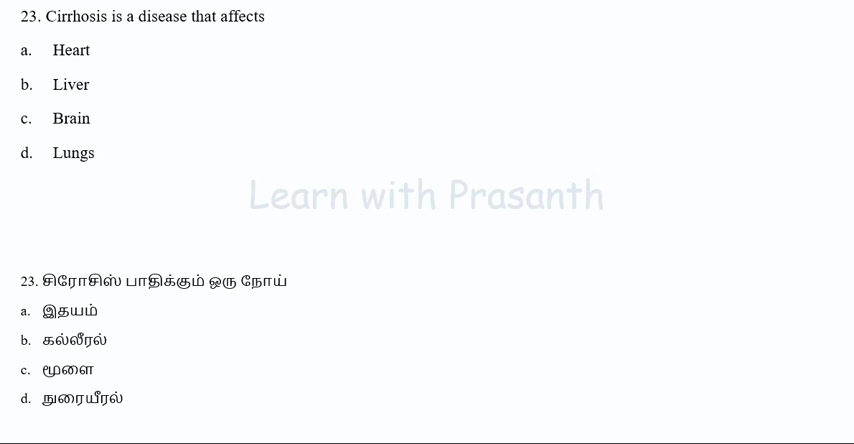 23. Cirrhosis is a disease that affects
a. Heart
b. Liver
c. Brain
d. Lungs
Learn with Prasanth
23. சிரோசிஸ் பாதிக்கும் ஒரு நோய்
a. இதயம்
b. கல்லீரல்
c. மூளை
d. நுரையீரல்